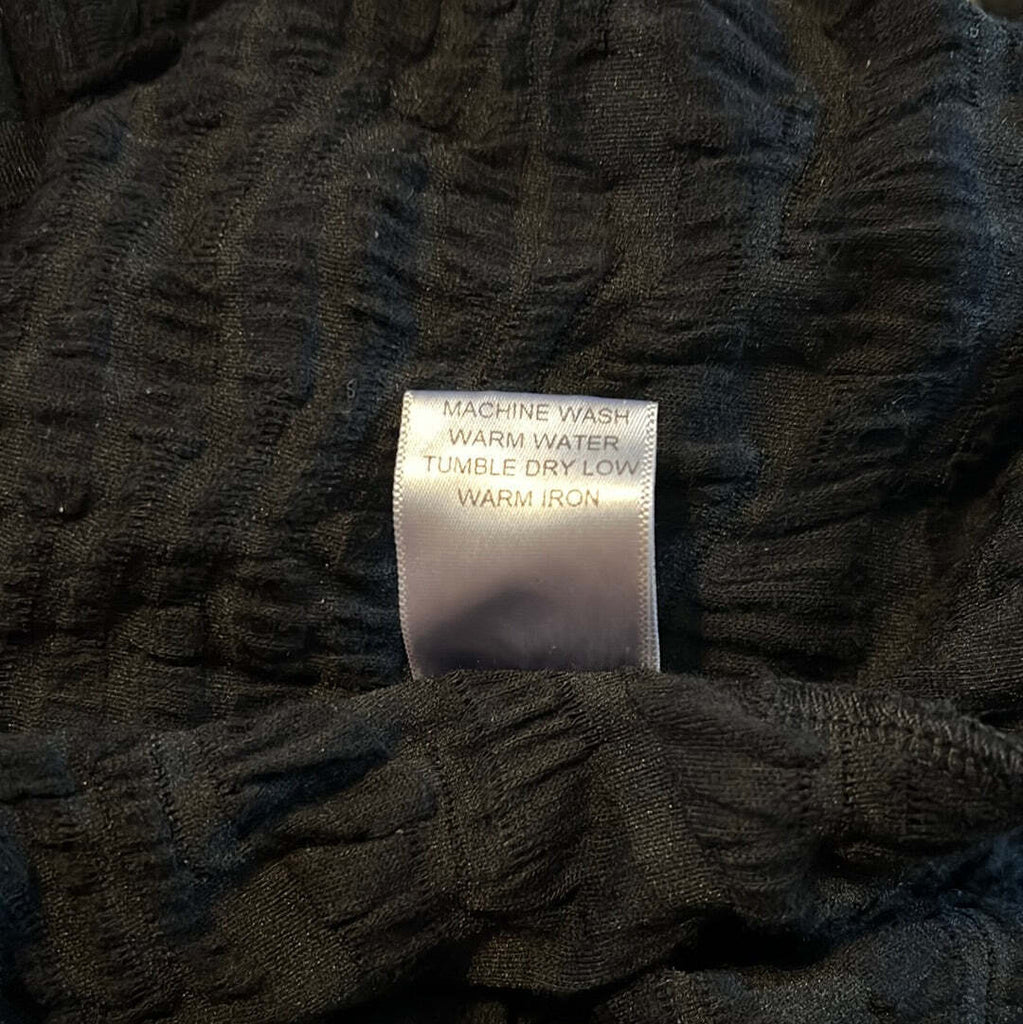 MACHINE WASH
WARM WATER
TUMBLE DRY LOW
WARM IRON